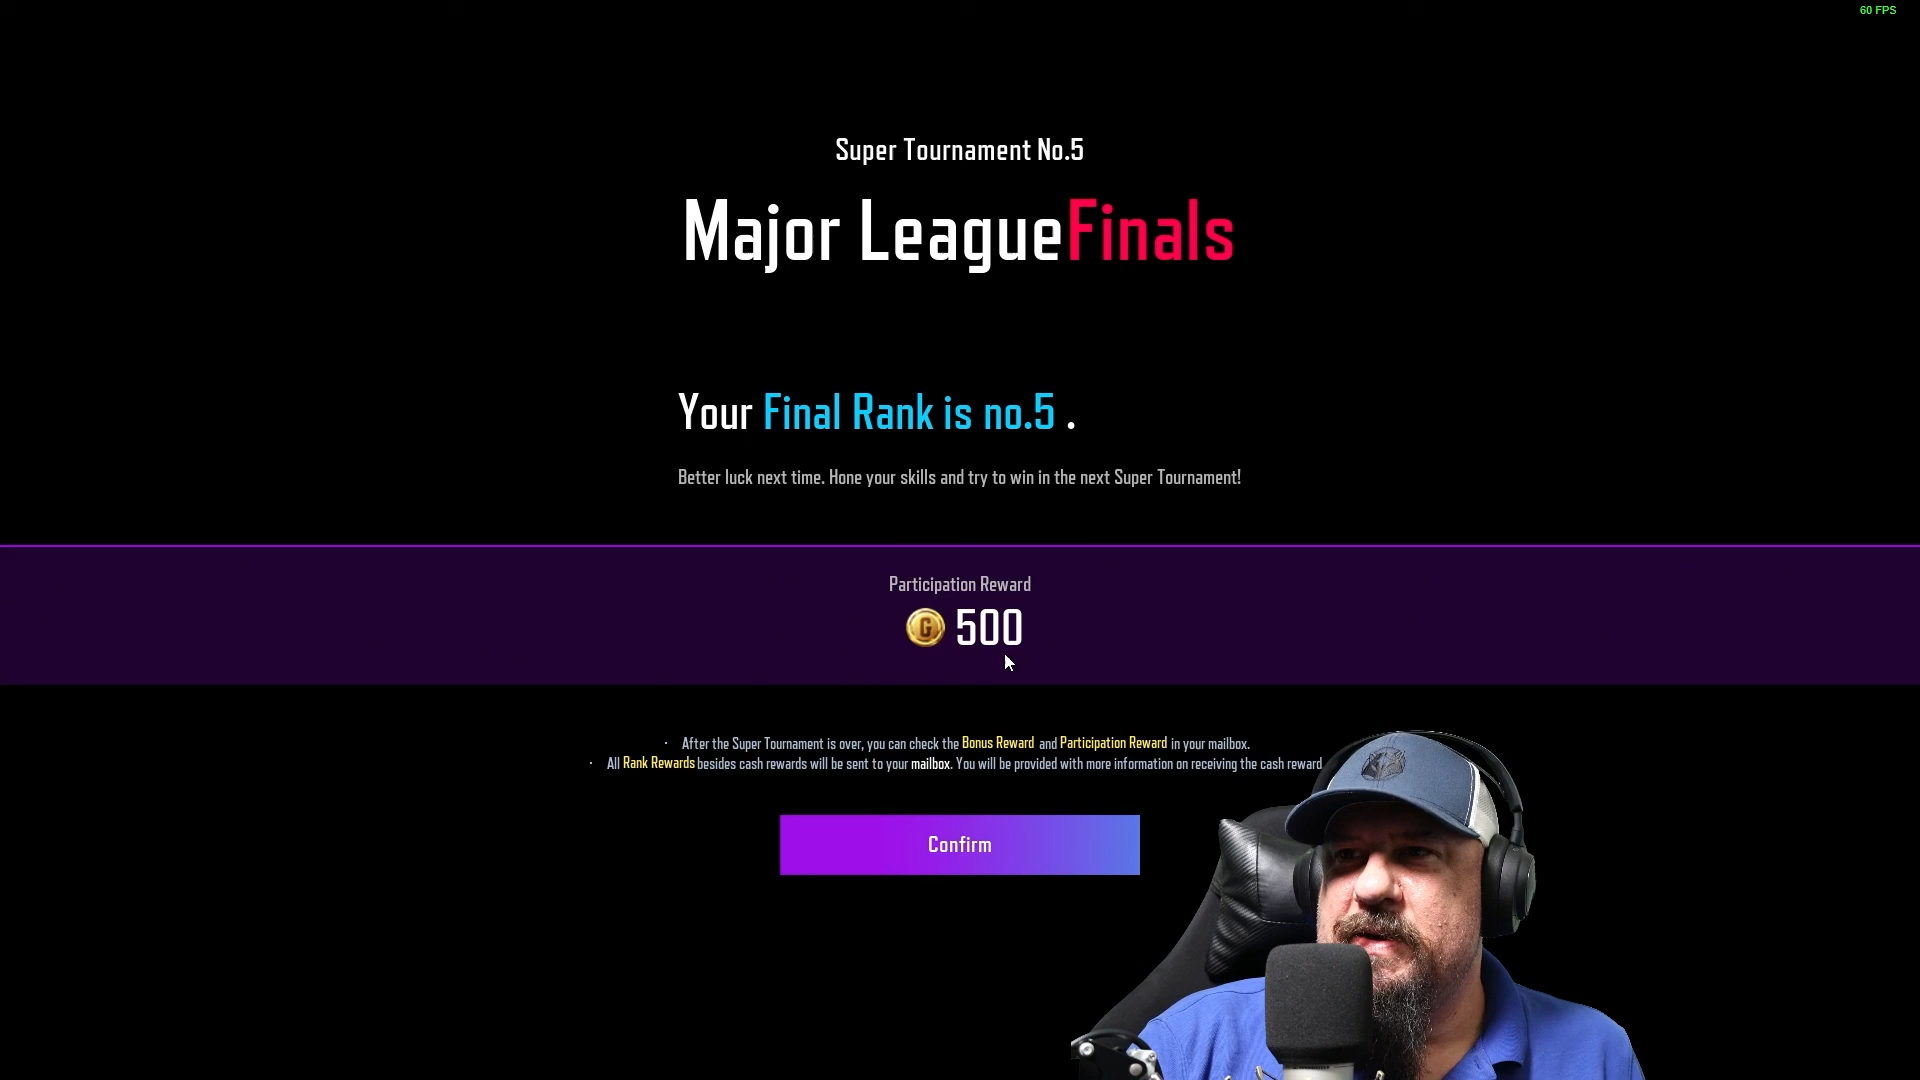 60 FPS
Super Tournament No.5
Major LeagueFinals
Your Final Rank is no.5 .
Better luck next time. Hone your skills and try to win in the next Super Tournament!
Participation Reward
G 500
· After the Super Tournament is over, you can check the Bonus Reward and Participation Reward in your mailbox.
· All Rank Rewards besides cash rewards will be sent to your mailbox. You will be provided with more information on receiving the cash reward
Confirm